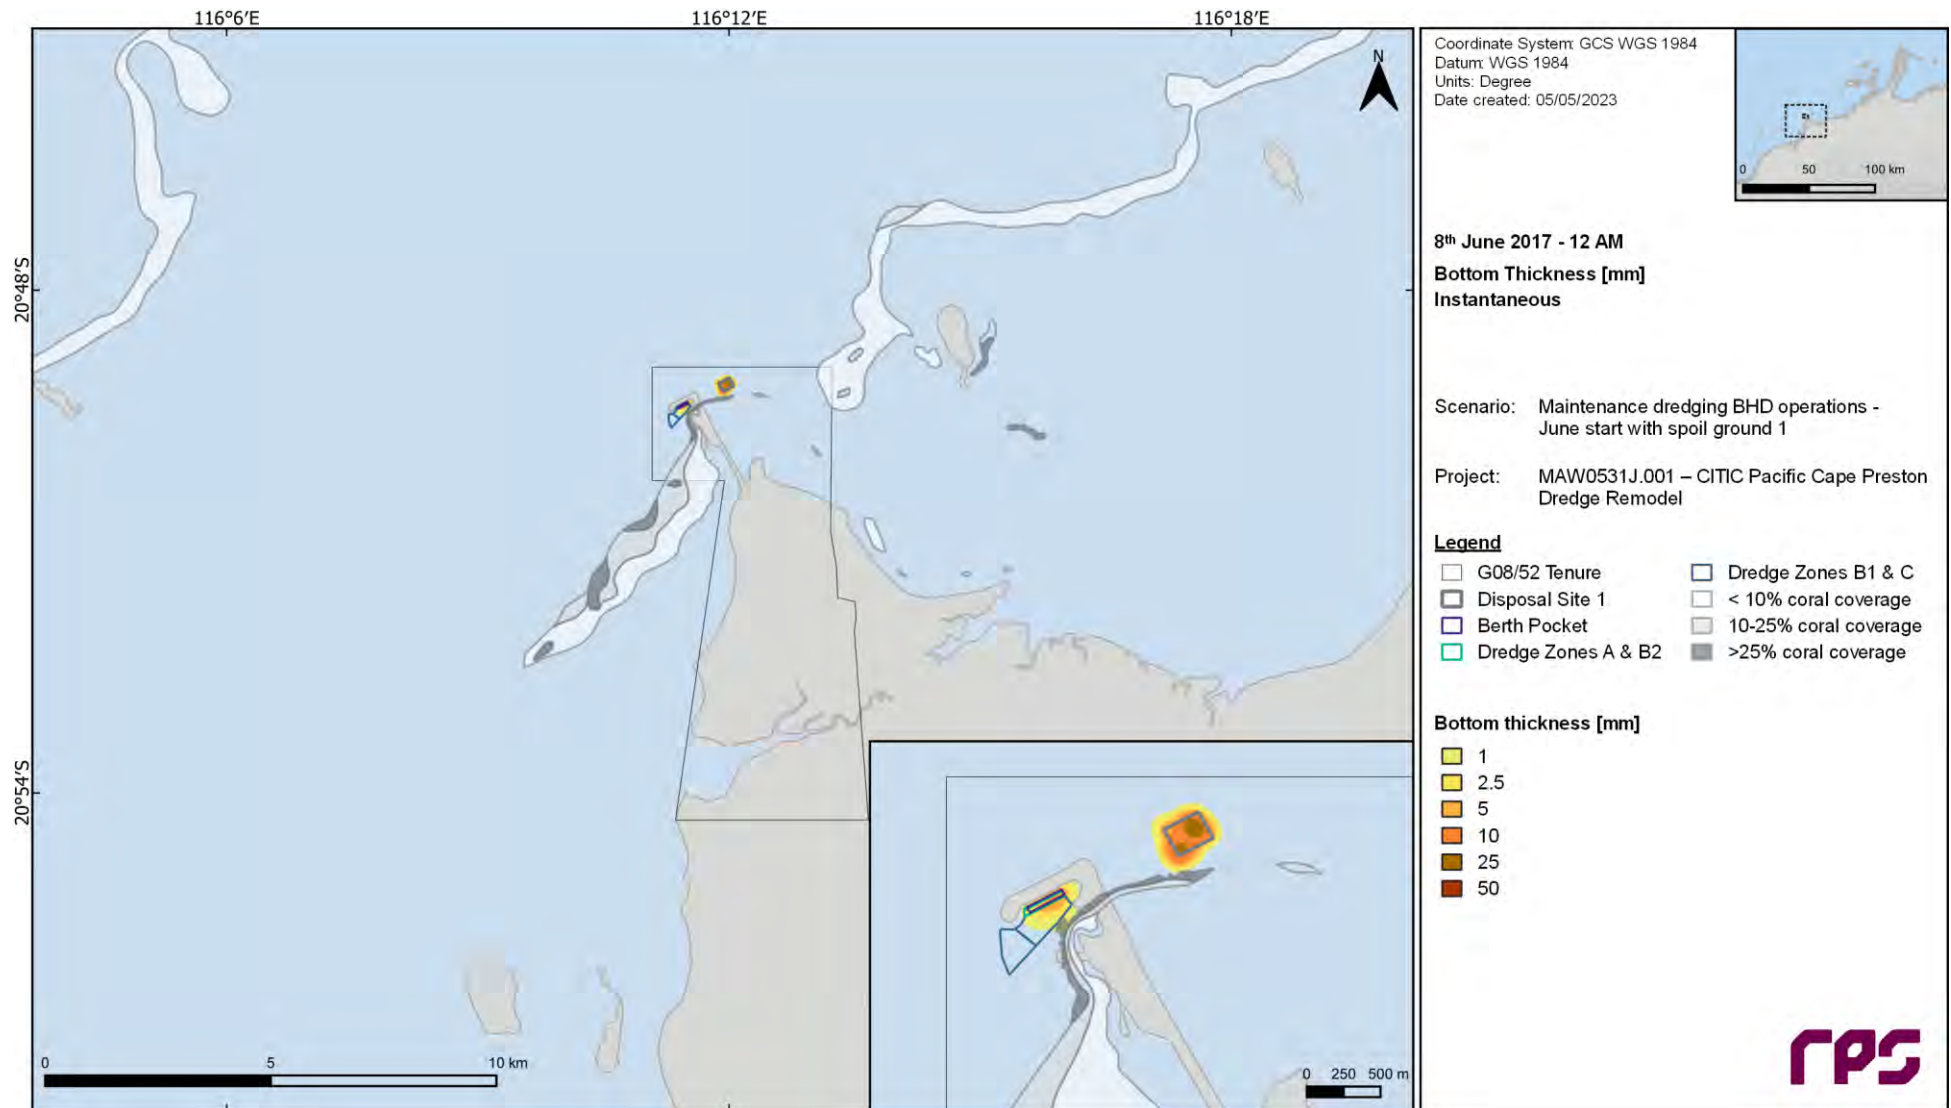 116°6'E
116°12'E
116°18'E
20°48'S
20°54'S
N
0 5 10 km
0 250 500 m
Coordinate System: GCS WGS 1984
Datum: WGS 1984
Units: Degree
Date created: 05/05/2023
0 50 100 km
8th June 2017 - 12 AM
Bottom Thickness [mm]
Instantaneous
Scenario: Maintenance dredging BHD operations -
June start with spoil ground 1
Project: MAW0531J.001 – CITIC Pacific Cape Preston
Dredge Remodel
Legend
G08/52 Tenure
Disposal Site 1
Berth Pocket
Dredge Zones A & B2
Dredge Zones B1 & C
< 10% coral coverage
10-25% coral coverage
>25% coral coverage
Bottom thickness [mm]
1
2.5
5
10
25
50
rps